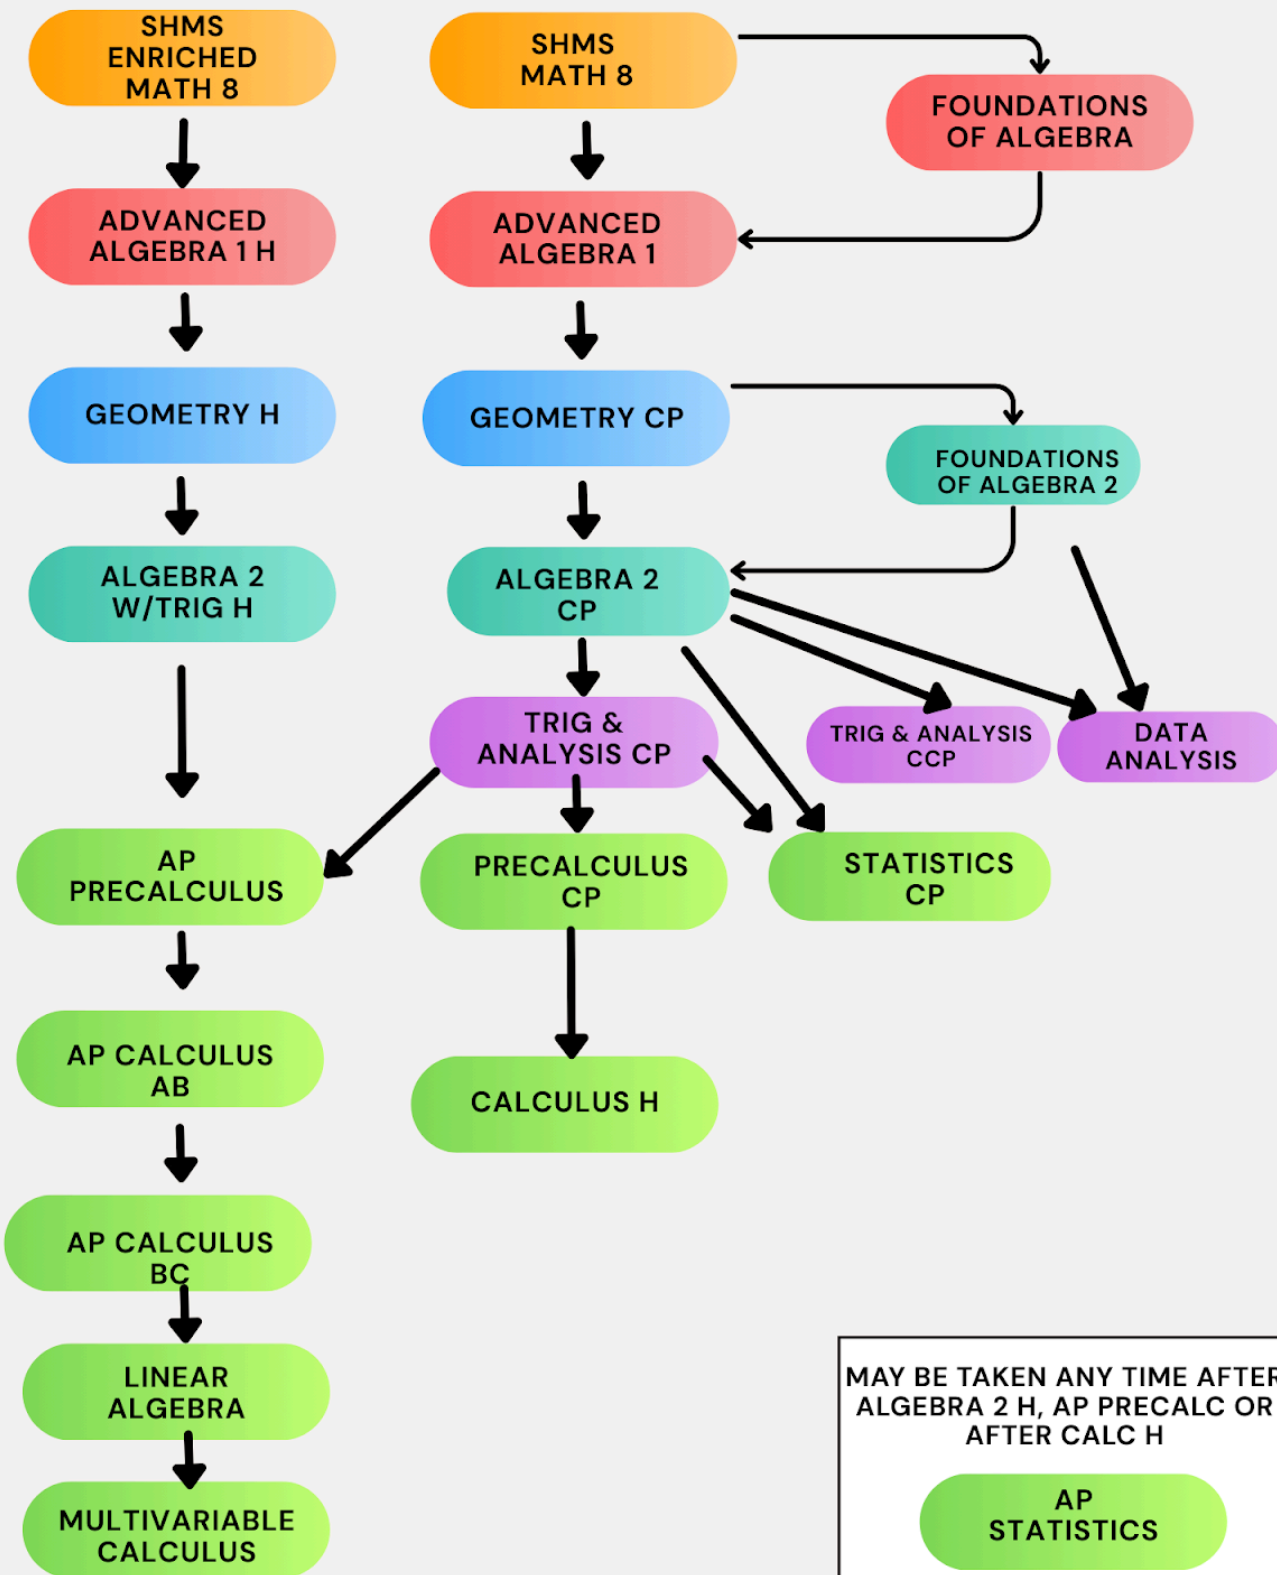 SHMS
ENRICHED
MATH 8
SHMS
MATH 8
FOUNDATIONS
OF ALGEBRA
ADVANCED
ALGEBRA 1 H
ADVANCED
ALGEBRA 1
GEOMETRY H
GEOMETRY CP
FOUNDATIONS
OF ALGEBRA 2
ALGEBRA 2
W/TRIG H
ALGEBRA 2
CP
TRIG &
ANALYSIS CP
TRIG & ANALYSIS
CCP
DATA
ANALYSIS
AP
PRECALCULUS
PRECALCULUS
CP
STATISTICS
CP
AP CALCULUS
AB
CALCULUS H
AP CALCULUS
BC
LINEAR
ALGEBRA
MULTIVARIABLE
CALCULUS
MAY BE TAKEN ANY TIME AFTER
ALGEBRA 2 H, AP PRECALC OR
AFTER CALC H
AP
STATISTICS